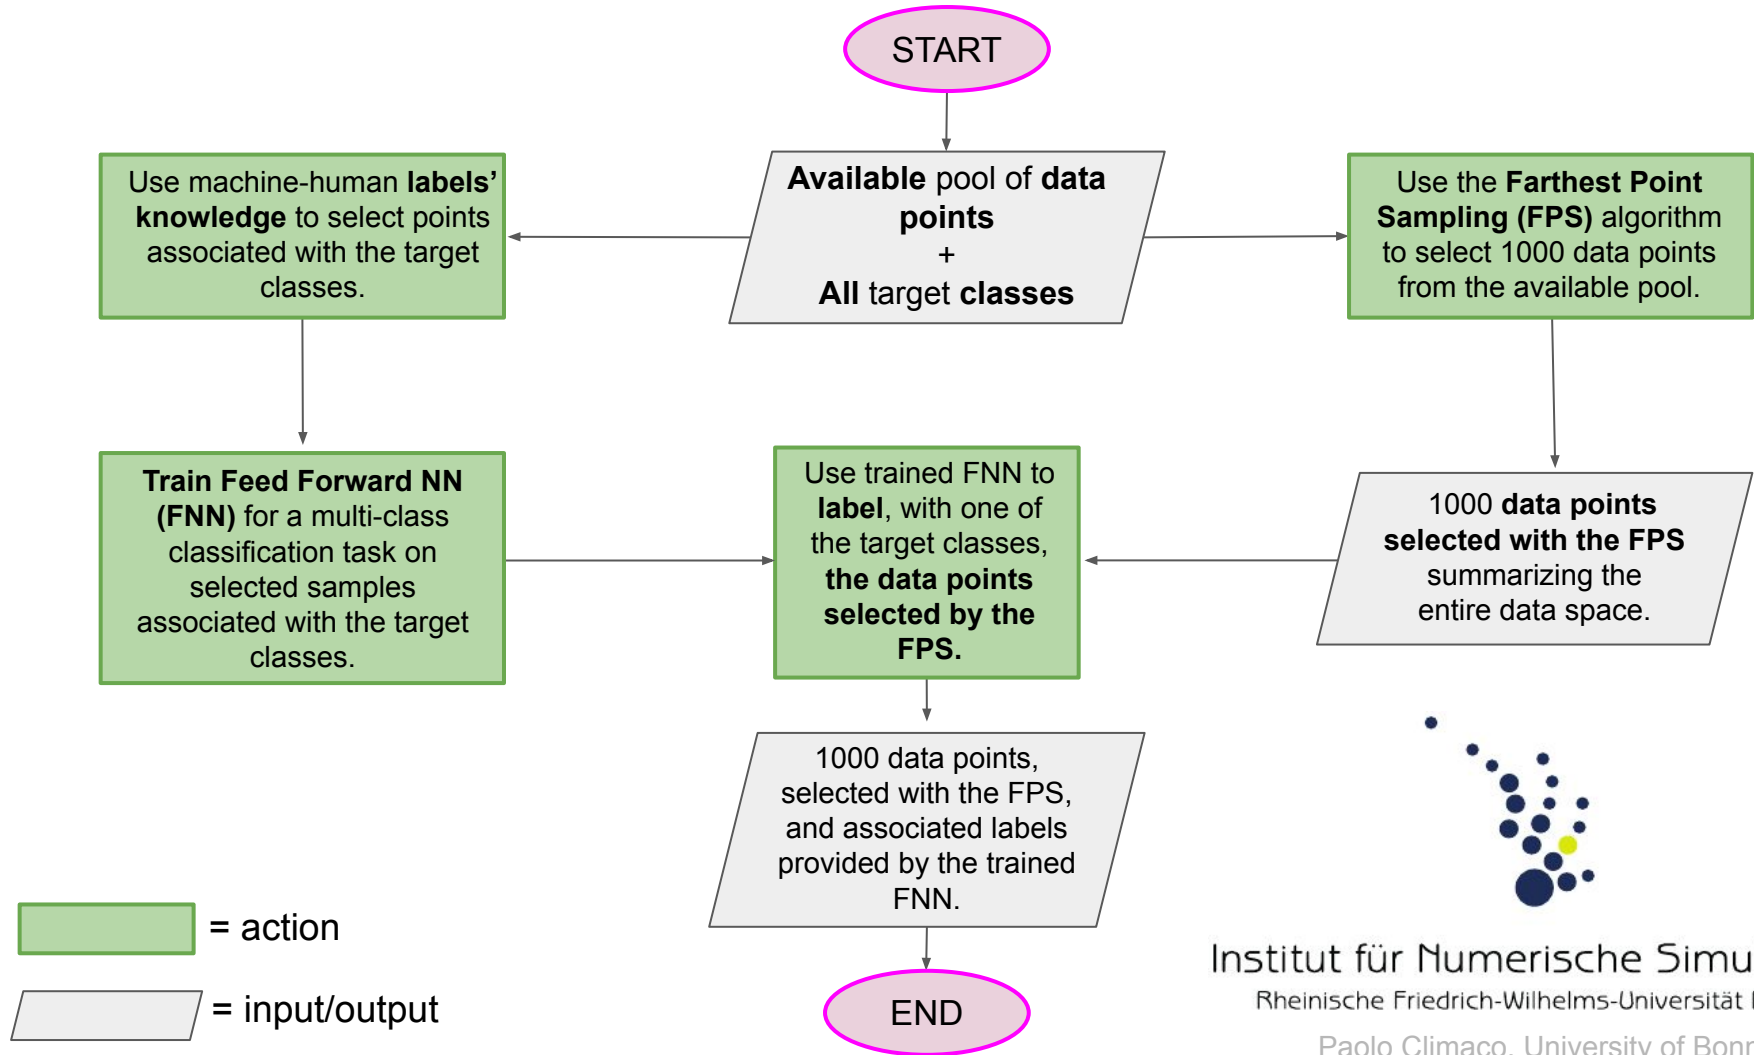 START
Available pool of data
points
+
All target classes
Use machine-human labels’
knowledge to select points
associated with the target
classes.
Use the Farthest Point
Sampling (FPS) algorithm
to select 1000 data points
from the available pool.
Train Feed Forward NN
(FNN) for a multi-class
classification task on
selected samples
associated with the target
classes.
Use trained FNN to
label, with one of
the target classes,
the data points
selected by the
FPS.
1000 data points
selected with the FPS
summarizing the
entire data space.
1000 data points,
selected with the FPS,
and associated labels
provided by the trained
FNN.
END
= action
= input/output
Institut für Numerische Simu
Rheinische Friedrich-Wilhelms-Universität
Paolo Climaco, University of Bonn